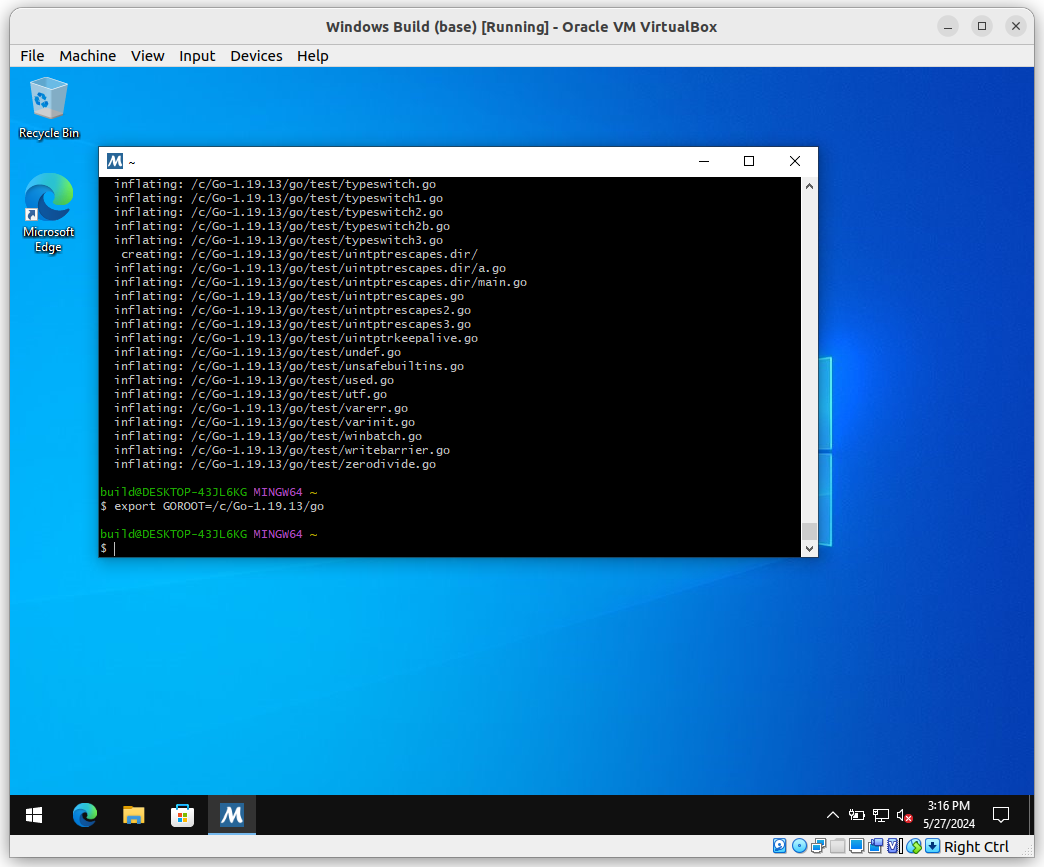 Windows Build (base) [Running] - Oracle VM VirtualBox
File Machine View Input Devices Help
Recycle Bin
Microsoft
Edge
M ~
inflating: /c/Go-1.19.13/go/test/typeswitch.go
inflating: /c/Go-1.19.13/go/test/typeswitch1.go
inflating: /c/Go-1.19.13/go/test/typeswitch2.go
inflating: /c/Go-1.19.13/go/test/typeswitch2b.go
inflating: /c/Go-1.19.13/go/test/typeswitch3.go
creating: /c/Go-1.19.13/go/test/uintptrescapes.dir/
inflating: /c/Go-1.19.13/go/test/uintptrescapes.dir/a.go
inflating: /c/Go-1.19.13/go/test/uintptrescapes.dir/main.go
inflating: /c/Go-1.19.13/go/test/uintptrescapes.go
inflating: /c/Go-1.19.13/go/test/uintptrescapes2.go
inflating: /c/Go-1.19.13/go/test/uintptrescapes3.go
inflating: /c/Go-1.19.13/go/test/uintptrkeepalive.go
inflating: /c/Go-1.19.13/go/test/undef.go
inflating: /c/Go-1.19.13/go/test/unsafebuiltins.go
inflating: /c/Go-1.19.13/go/test/used.go
inflating: /c/Go-1.19.13/go/test/utf.go
inflating: /c/Go-1.19.13/go/test/varerr.go
inflating: /c/Go-1.19.13/go/test/varinit.go
inflating: /c/Go-1.19.13/go/test/winbatch.go
inflating: /c/Go-1.19.13/go/test/writebarrier.go
inflating: /c/Go-1.19.13/go/test/zerodivide.go
build@DESKTOP-43JL6KG MINGW64 ~
$ export GOROOT=/c/Go-1.19.13/go
build@DESKTOP-43JL6KG MINGW64 ~
$
M
3:16 PM
5/27/2024
Right Ctrl